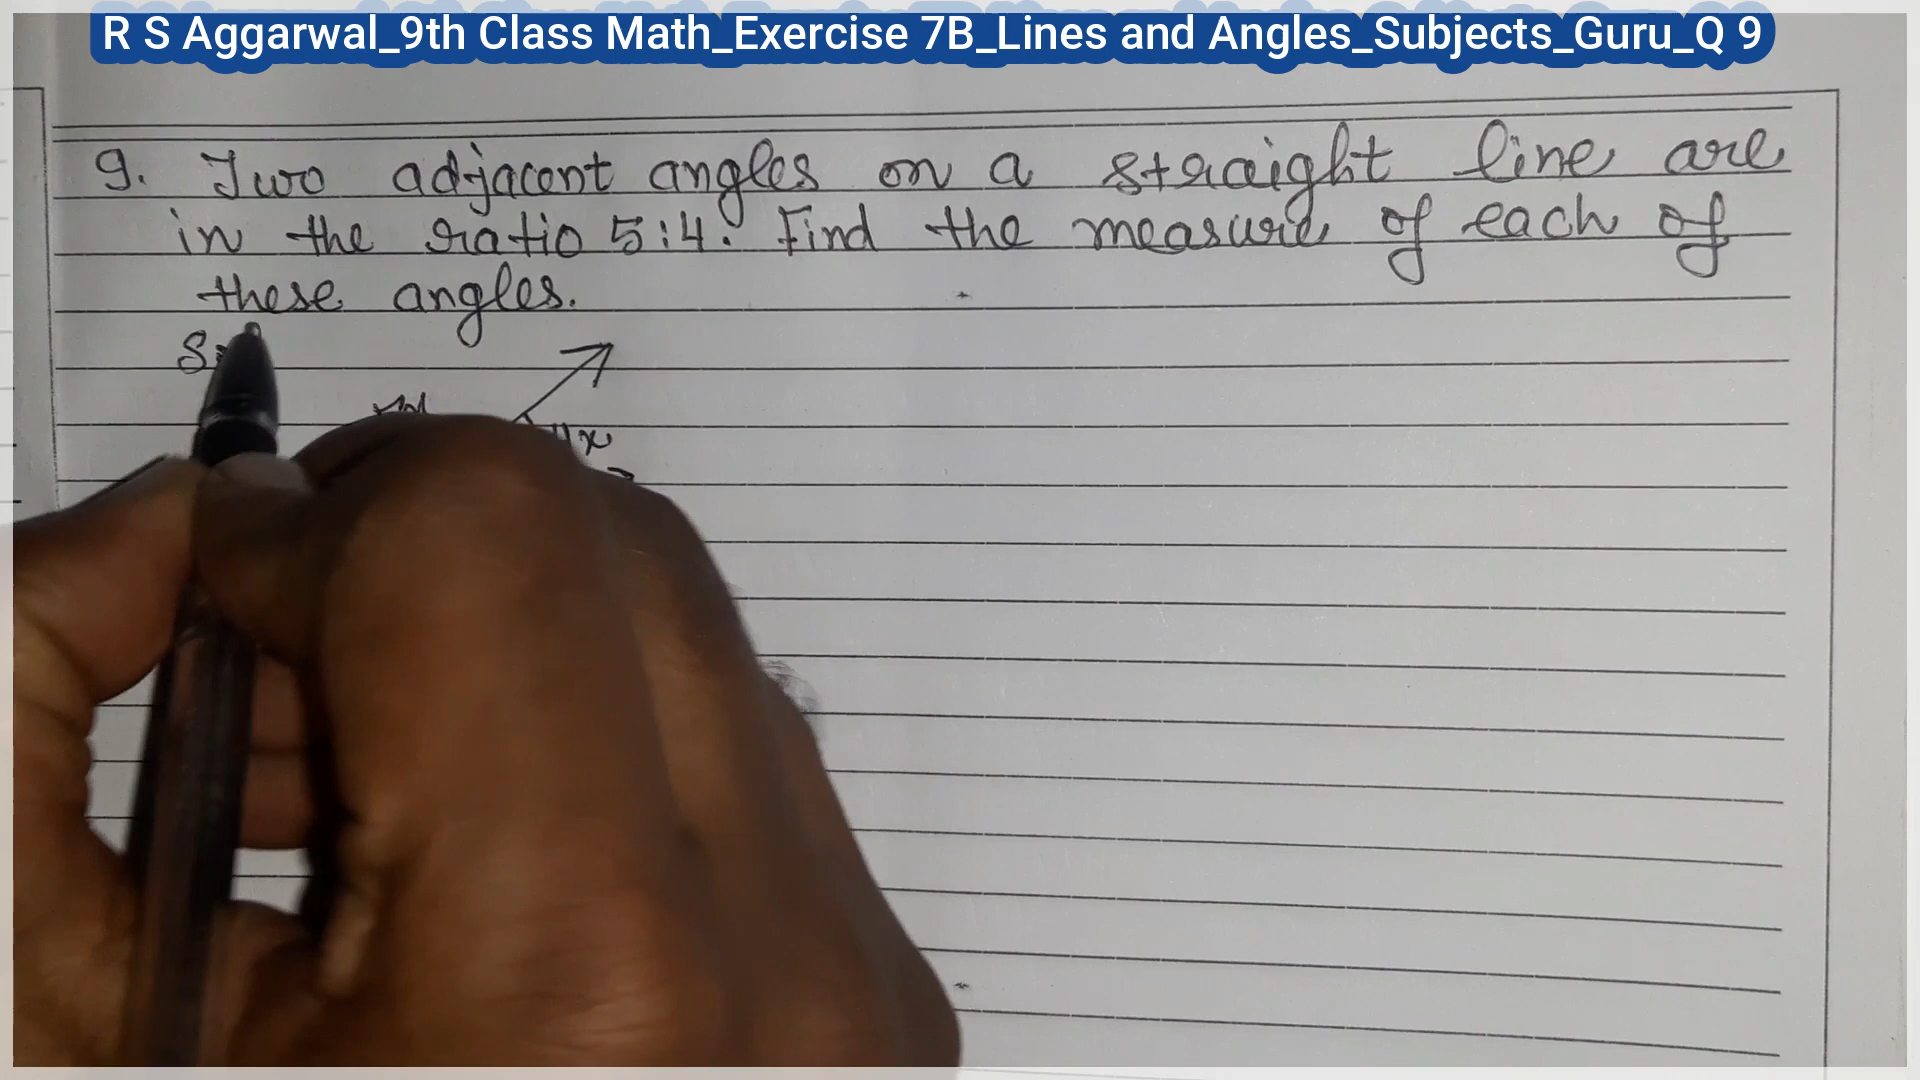 R S Aggarwal_9th Class Math_Exercise 7B_Lines and Angles_Subjects_Guru_Q 9
9. Two adjacent angles on a straight line are
in the ratio 5:4. Find the measure of each of
these angles.
4x